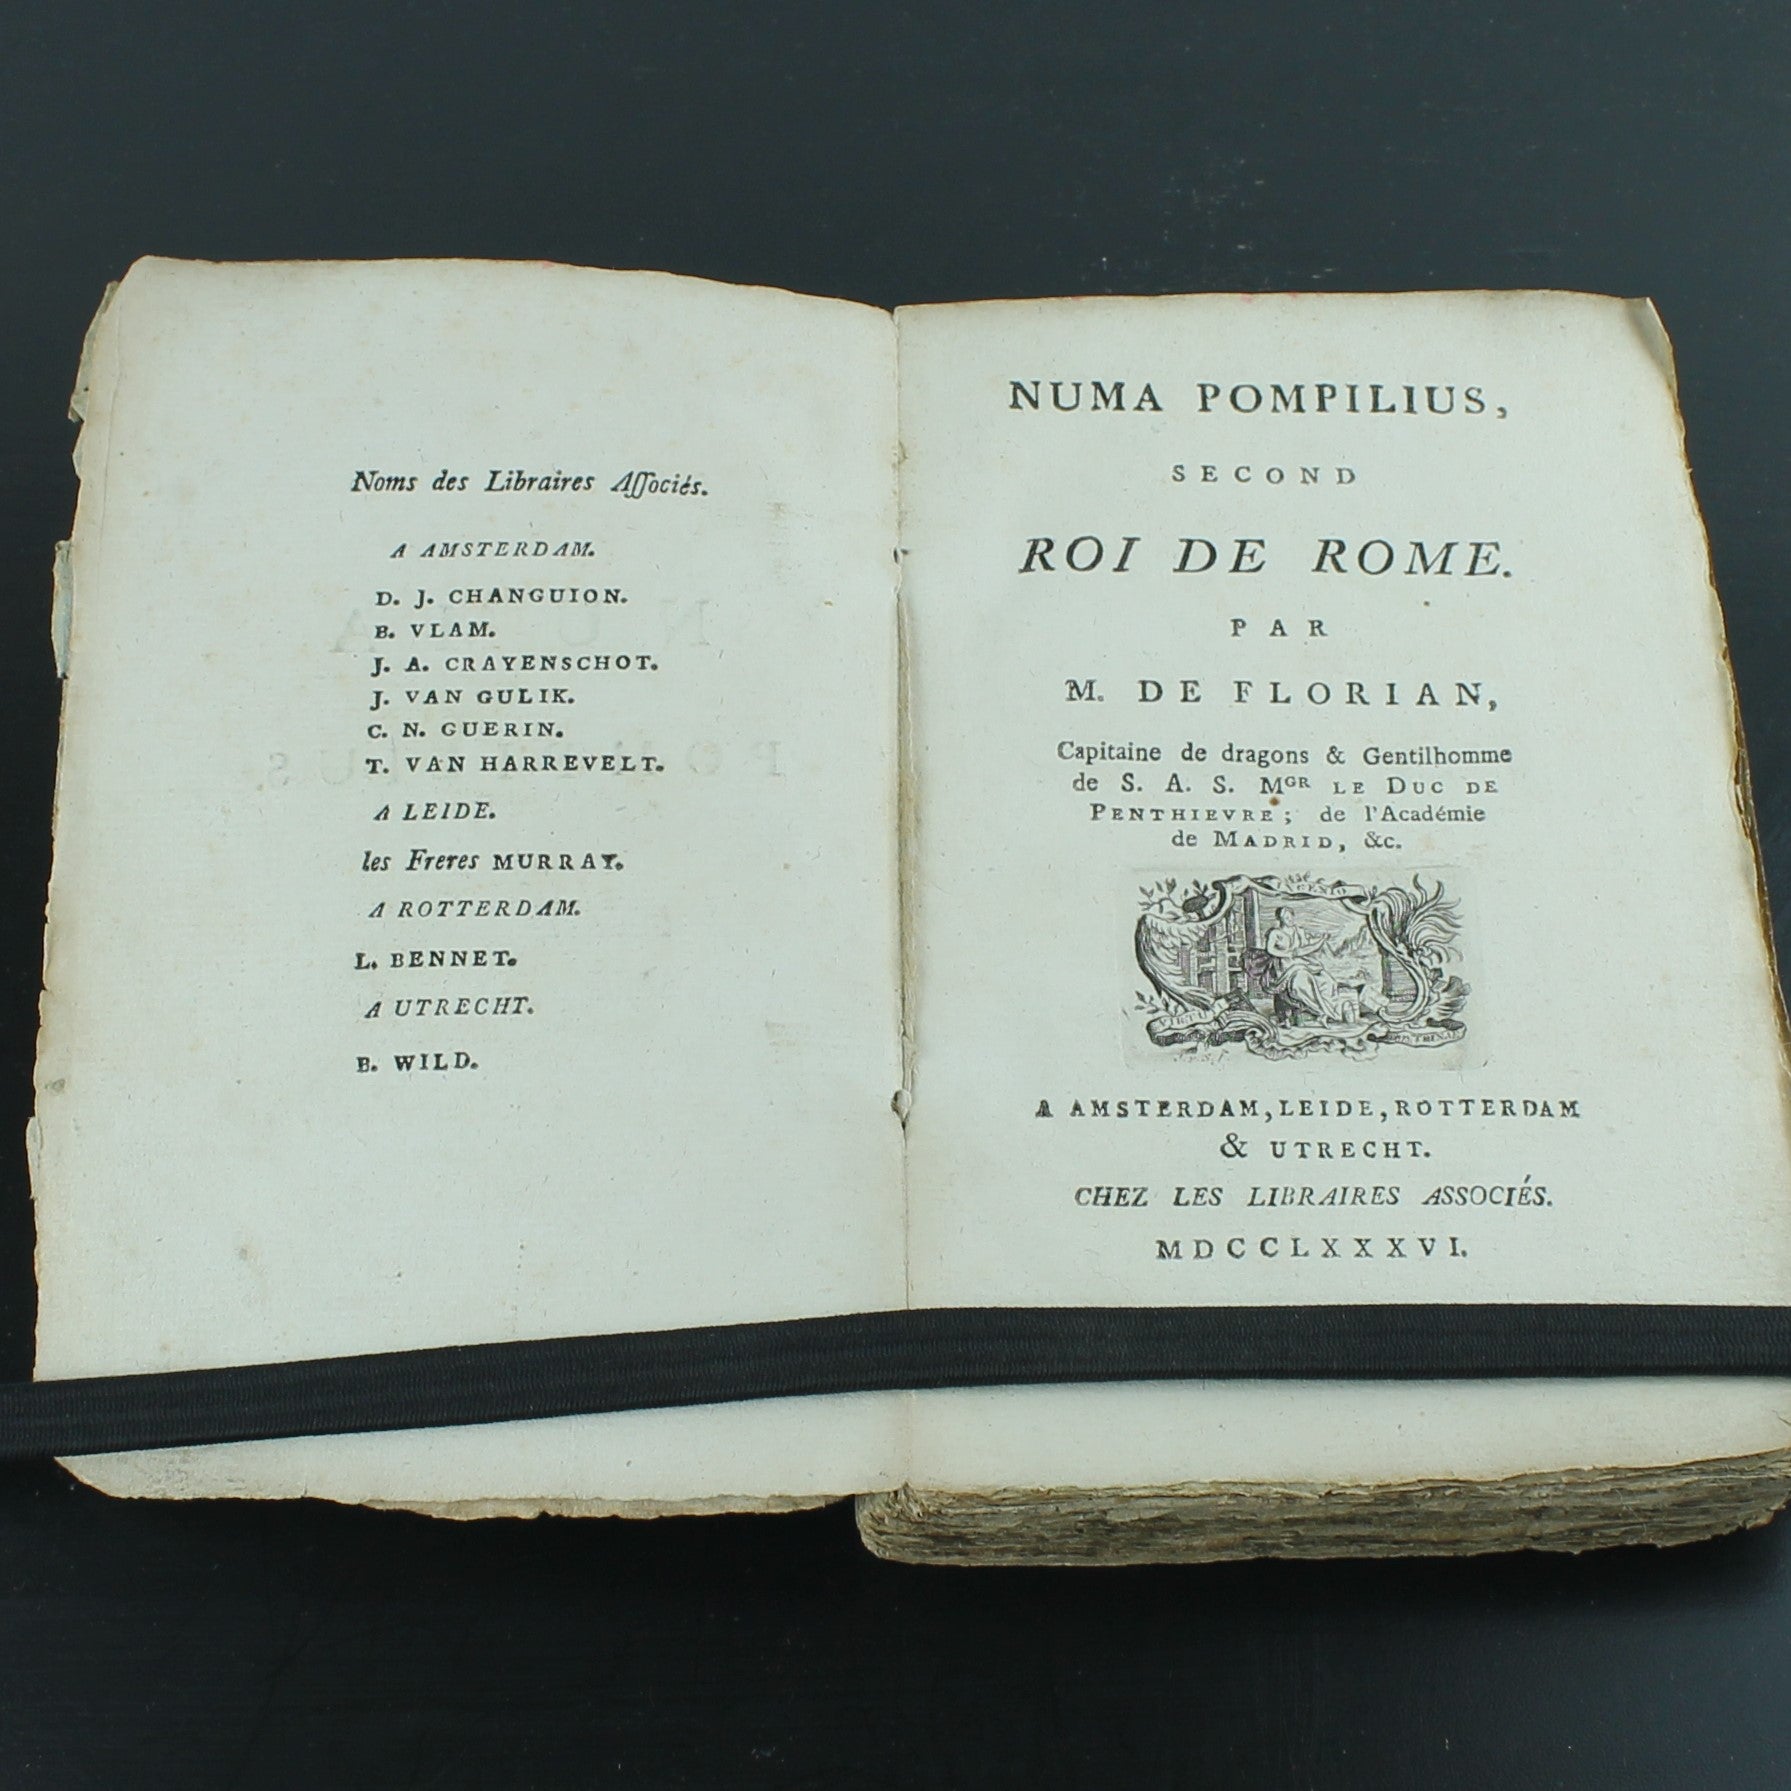 Noms des Libraires Aſſociés.
A AMSTERDAM.
D. J. CHANGUION.
B. VLAM.
J. A. CRAYENSCHOT.
J. VAN GULIK.
C. N. GUERIN.
T. VAN HARREVELT.
A LEIDE.
les Freres MURRAY.
A ROTTERDAM.
L. BENNET.
A UTRECHT.
B. WILD.
NUMA POMPILIUS,
SECOND
ROI DE ROME.
PAR
M. DE FLORIAN,
Capitaine de dragons & Gentilhomme
de S. A. S. MGR LE DUC DE
PENTHIEVRE; de l'Académie
de MADRID, &c.
INGENIO
VIRTU
A AMSTERDAM, LEIDE, ROTTERDAM
& UTRECHT.
CHEZ LES LIBRAIRES ASSOCIÉS.
MDCCLXXXVI.